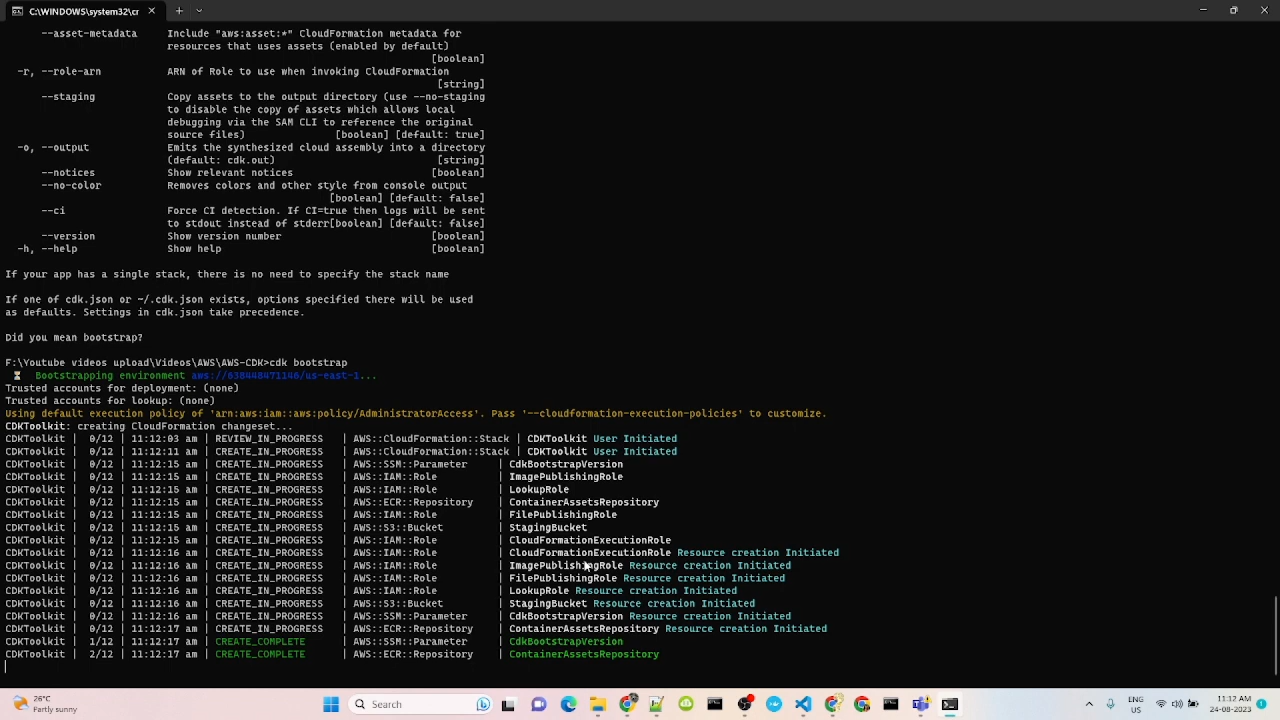 C:\WINDOWS\system32\cr
--asset-metadata Include "aws:asset:*" CloudFormation metadata for
resources that uses assets (enabled by default)
[boolean]
-r, --role-arn ARN of Role to use when invoking CloudFormation
[string]
--staging Copy assets to the output directory (use --no-staging
to disable the copy of assets which allows local
debugging via the SAM CLI to reference the original
source files) [boolean] [default: true]
-o, --output Emits the synthesized cloud assembly into a directory
(default: cdk.out) [string]
--notices Show relevant notices [boolean]
--no-color Removes colors and other style from console output
[boolean] [default: false]
--ci Force CI detection. If CI=true then logs will be sent
to stdout instead of stderr[boolean] [default: false]
--version Show version number [boolean]
-h, --help Show help [boolean]
If your app has a single stack, there is no need to specify the stack name
If one of cdk.json or ~/.cdk.json exists, options specified there will be used
as defaults. Settings in cdk.json take precedence.
Did you mean bootstrap?
F:\Youtube videos upload\Videos\AWS\AWS-CDK>cdk bootstrap
Bootstrapping environment aws://638448471146/us-east-1...
Trusted accounts for deployment: (none)
Trusted accounts for lookup: (none)
Using default execution policy of 'arn:aws:iam::aws:policy/AdministratorAccess'. Pass '--cloudformation-execution-policies' to customize.
CDKToolkit: creating CloudFormation changeset...
CDKToolkit | 0/12 | 11:12:03 am | REVIEW_IN_PROGRESS | AWS::CloudFormation::Stack | CDKToolkit User Initiated
CDKToolkit | 0/12 | 11:12:11 am | CREATE_IN_PROGRESS | AWS::CloudFormation::Stack | CDKToolkit User Initiated
CDKToolkit | 0/12 | 11:12:15 am | CREATE_IN_PROGRESS | AWS::SSM::Parameter | CdkBootstrapVersion
CDKToolkit | 0/12 | 11:12:15 am | CREATE_IN_PROGRESS | AWS::IAM::Role | ImagePublishingRole
CDKToolkit | 0/12 | 11:12:15 am | CREATE_IN_PROGRESS | AWS::IAM::Role | LookupRole
CDKToolkit | 0/12 | 11:12:15 am | CREATE_IN_PROGRESS | AWS::ECR::Repository | ContainerAssetsRepository
CDKToolkit | 0/12 | 11:12:15 am | CREATE_IN_PROGRESS | AWS::IAM::Role | FilePublishingRole
CDKToolkit | 0/12 | 11:12:15 am | CREATE_IN_PROGRESS | AWS::S3::Bucket | StagingBucket
CDKToolkit | 0/12 | 11:12:15 am | CREATE_IN_PROGRESS | AWS::IAM::Role | CloudFormationExecutionRole
CDKToolkit | 0/12 | 11:12:16 am | CREATE_IN_PROGRESS | AWS::IAM::Role | CloudFormationExecutionRole Resource creation Initiated
CDKToolkit | 0/12 | 11:12:16 am | CREATE_IN_PROGRESS | AWS::IAM::Role | ImagePublishingRole Resource creation Initiated
CDKToolkit | 0/12 | 11:12:16 am | CREATE_IN_PROGRESS | AWS::IAM::Role | FilePublishingRole Resource creation Initiated
CDKToolkit | 0/12 | 11:12:16 am | CREATE_IN_PROGRESS | AWS::IAM::Role | LookupRole Resource creation Initiated
CDKToolkit | 0/12 | 11:12:16 am | CREATE_IN_PROGRESS | AWS::S3::Bucket | StagingBucket Resource creation Initiated
CDKToolkit | 0/12 | 11:12:16 am | CREATE_IN_PROGRESS | AWS::SSM::Parameter | CdkBootstrapVersion Resource creation Initiated
CDKToolkit | 0/12 | 11:12:17 am | CREATE_IN_PROGRESS | AWS::ECR::Repository | ContainerAssetsRepository Resource creation Initiated
CDKToolkit | 1/12 | 11:12:17 am | CREATE_COMPLETE | AWS::SSM::Parameter | CdkBootstrapVersion
CDKToolkit | 2/12 | 11:12:17 am | CREATE_COMPLETE | AWS::ECR::Repository | ContainerAssetsRepository
26°C
Partly sunny
Search
ENG
US
11:12 AM
24-08-2023